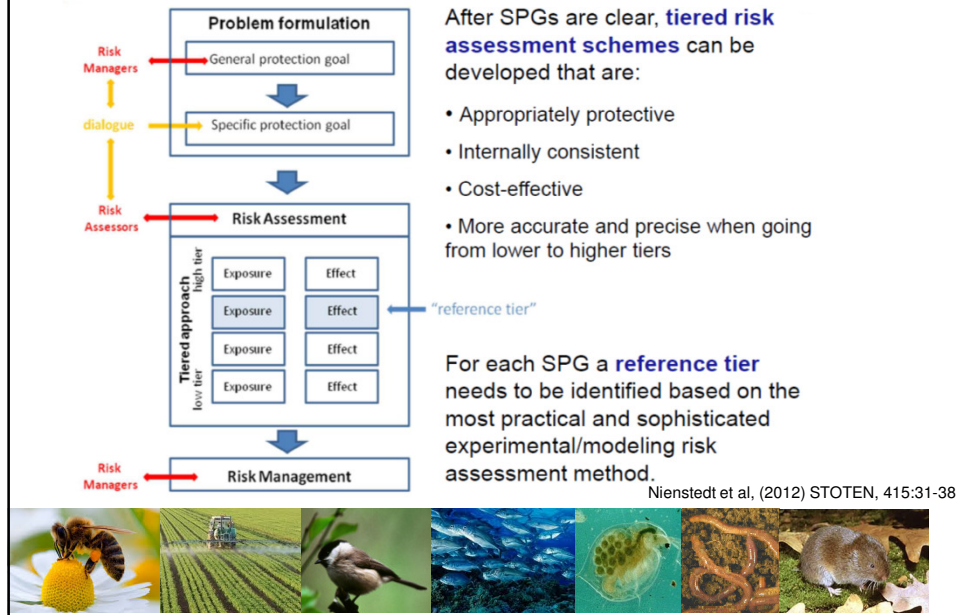 Problem formulation
General protection goal
Specific protection goal
Risk
Managers
dialogue
Risk
Assessors
Risk Assessment
Tiered approach
low tier
high tier
Exposure
Effect
Exposure
Effect
Exposure
Effect
Exposure
Effect
"reference tier"
Risk
Managers
Risk Management
After SPGs are clear, tiered risk
assessment schemes can be
developed that are:
• Appropriately protective
• Internally consistent
• Cost-effective
• More accurate and precise when going
from lower to higher tiers
For each SPG a reference tier
needs to be identified based on the
most practical and sophisticated
experimental/modeling risk
assessment method.
Nienstedt et al, (2012) STOTEN, 415:31-38